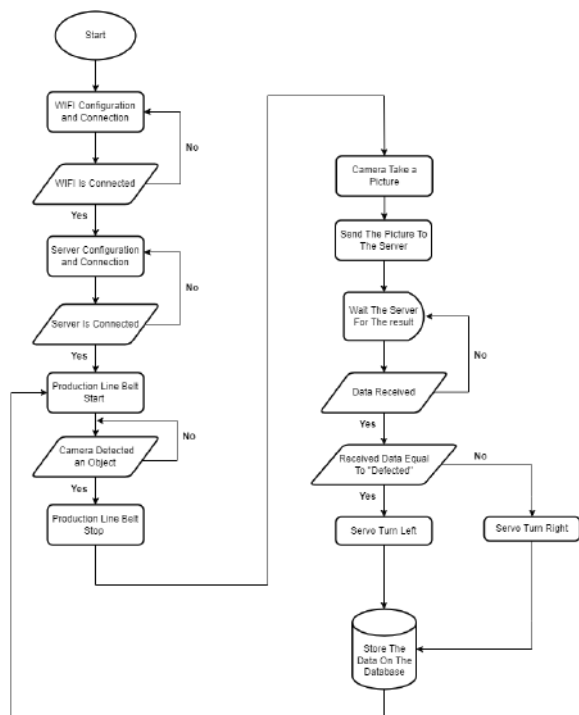 Start
WIFI Configuration
and Connection
No
WIFI Is Connected
Yes
Server Configuration
and Connection
No
Server Is Connected
Yes
Production Line Belt
Start
No
Camera Detected
an Object
Yes
Production Line Belt
Stop
Camera Take a
Picture
Send The Picture To
The Server
Wait The Server
For The result
No
Data Received
Yes
Received Data Equal
To "Defected"
No
Yes
Servo Turn Left
Servo Turn Right
Store The
Data On The
Database